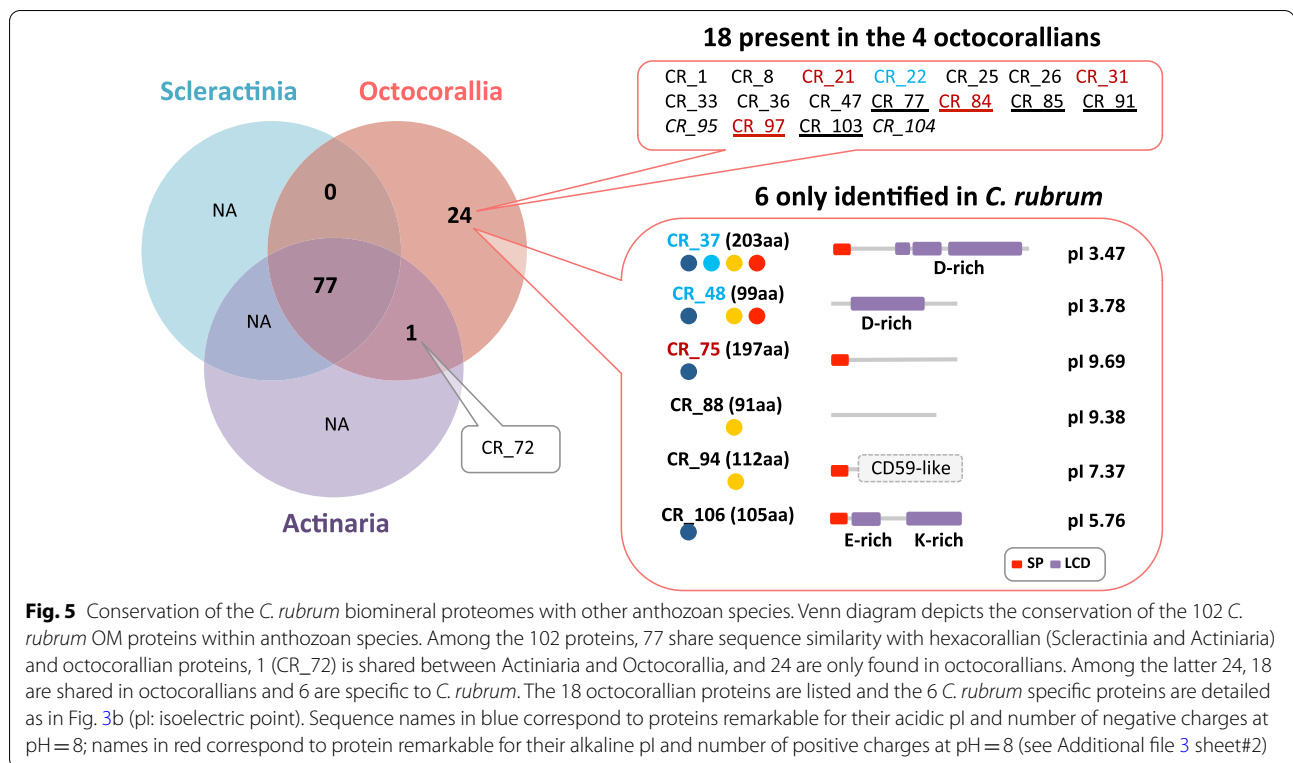 18 present in the 4 octocorallians
CR_1 CR_8 CR_21 CR_22 CR_25 CR_26 CR_31
CR_33 CR_36 CR_47 CR_77 CR_84 CR_85 CR_91
CR_95 CR_97 CR_103 CR_104
Scleractinia Octocorallia
NA
0
24
77
NA
1
NA
CR_72
Actinaria
6 only identified in C. rubrum
CR_37 (203aa) D-rich pI 3.47
CR_48 (99aa) D-rich pI 3.78
CR_75 (197aa) pI 9.69
CR_88 (91aa) pI 9.38
CR_94 (112aa) CD59-like pI 7.37
CR_106 (105aa) E-rich K-rich pI 5.76
SP LCD
Fig. 5 Conservation of the C. rubrum biomineral proteomes with other anthozoan species. Venn diagram depicts the conservation of the 102 C.
rubrum OM proteins within anthozoan species. Among the 102 proteins, 77 share sequence similarity with hexacorallian (Scleractinia and Actiniaria)
and octocorallian proteins, 1 (CR_72) is shared between Actiniaria and Octocorallia, and 24 are only found in octocorallians. Among the latter 24, 18
are shared in octocorallians and 6 are specific to C. rubrum. The 18 octocorallian proteins are listed and the 6 C. rubrum specific proteins are detailed
as in Fig. 3b (pI: isoelectric point). Sequence names in blue correspond to proteins remarkable for their acidic pI and number of negative charges at
pH = 8; names in red correspond to protein remarkable for their alkaline pI and number of positive charges at pH = 8 (see Additional file 3 sheet#2)